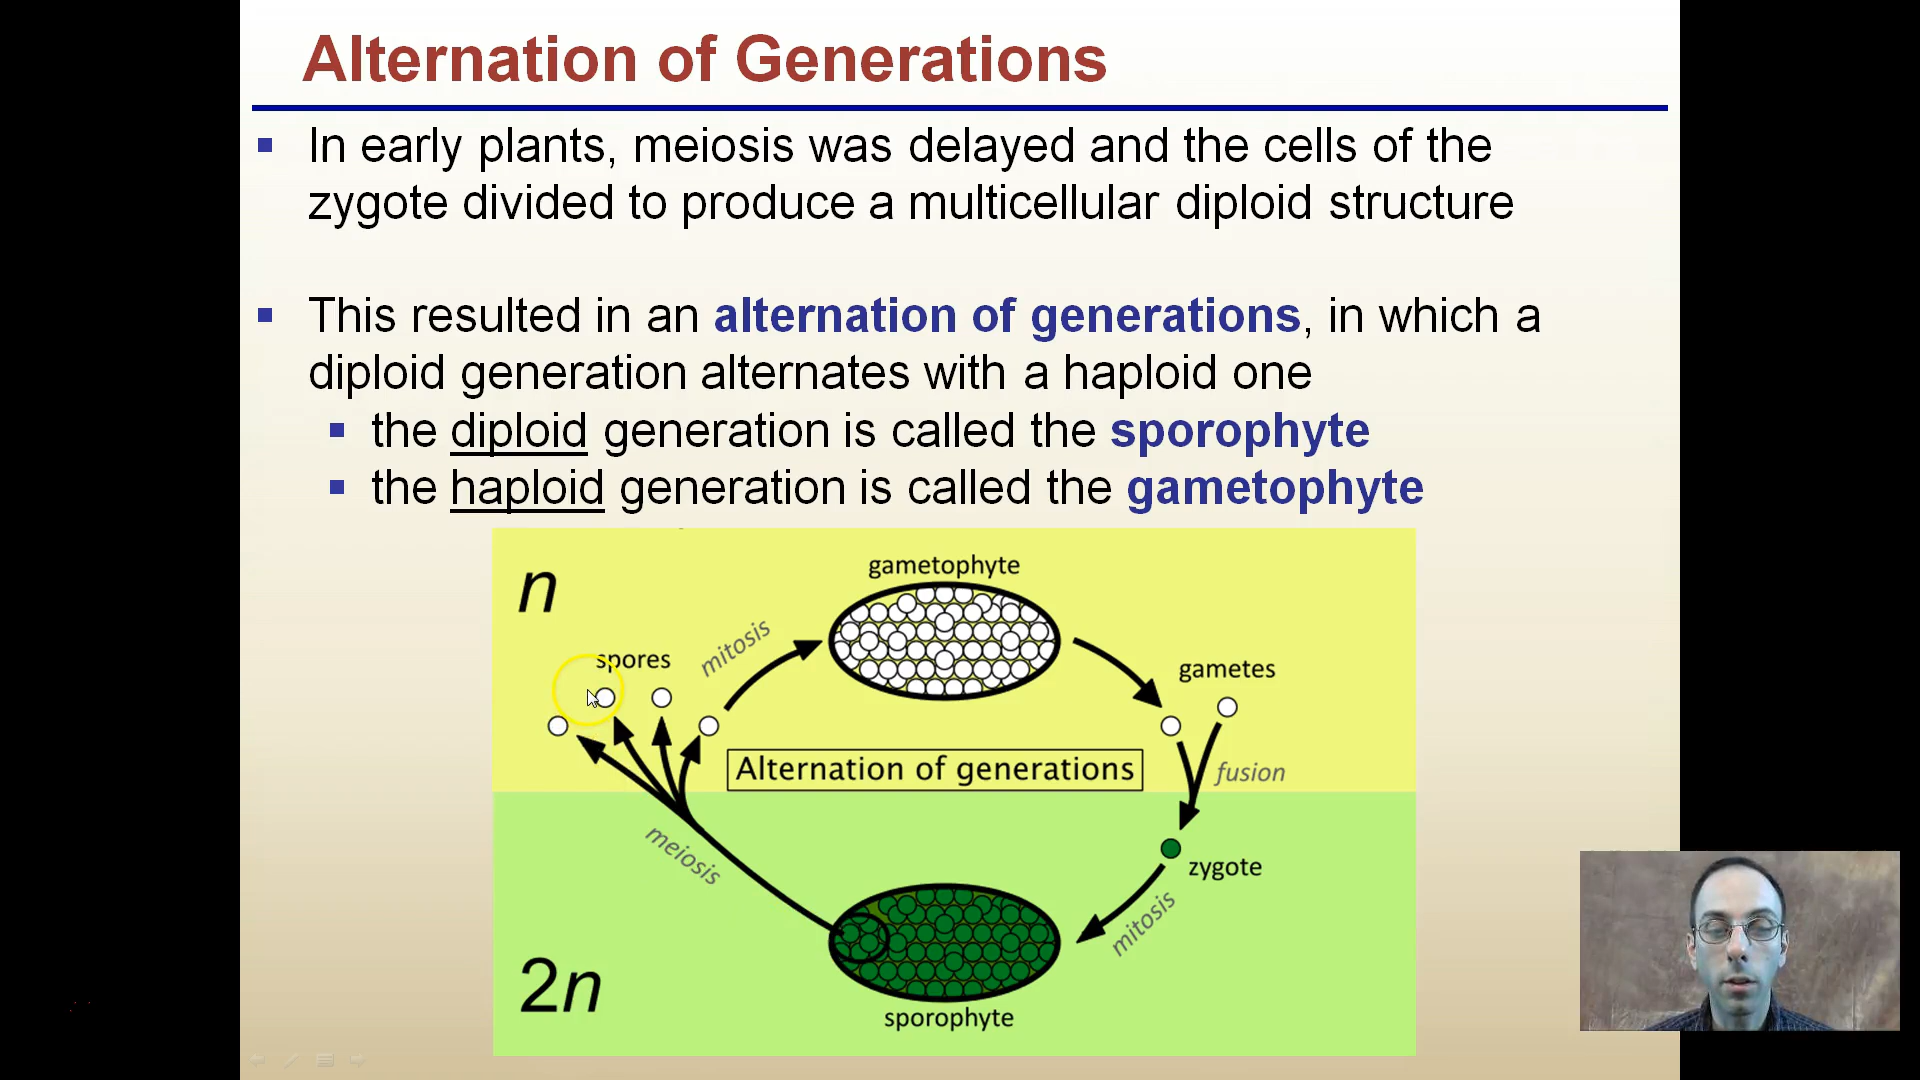 Alternation of Generations
In early plants, meiosis was delayed and the cells of the
zygote divided to produce a multicellular diploid structure
This resulted in an alternation of generations, in which a
diploid generation alternates with a haploid one
the diploid generation is called the sporophyte
the haploid generation is called the gametophyte
n
gametophyte
mitosis
spores
gametes
Alternation of generations
fusion
meiosis
zygote
mitosis
2n
sporophyte